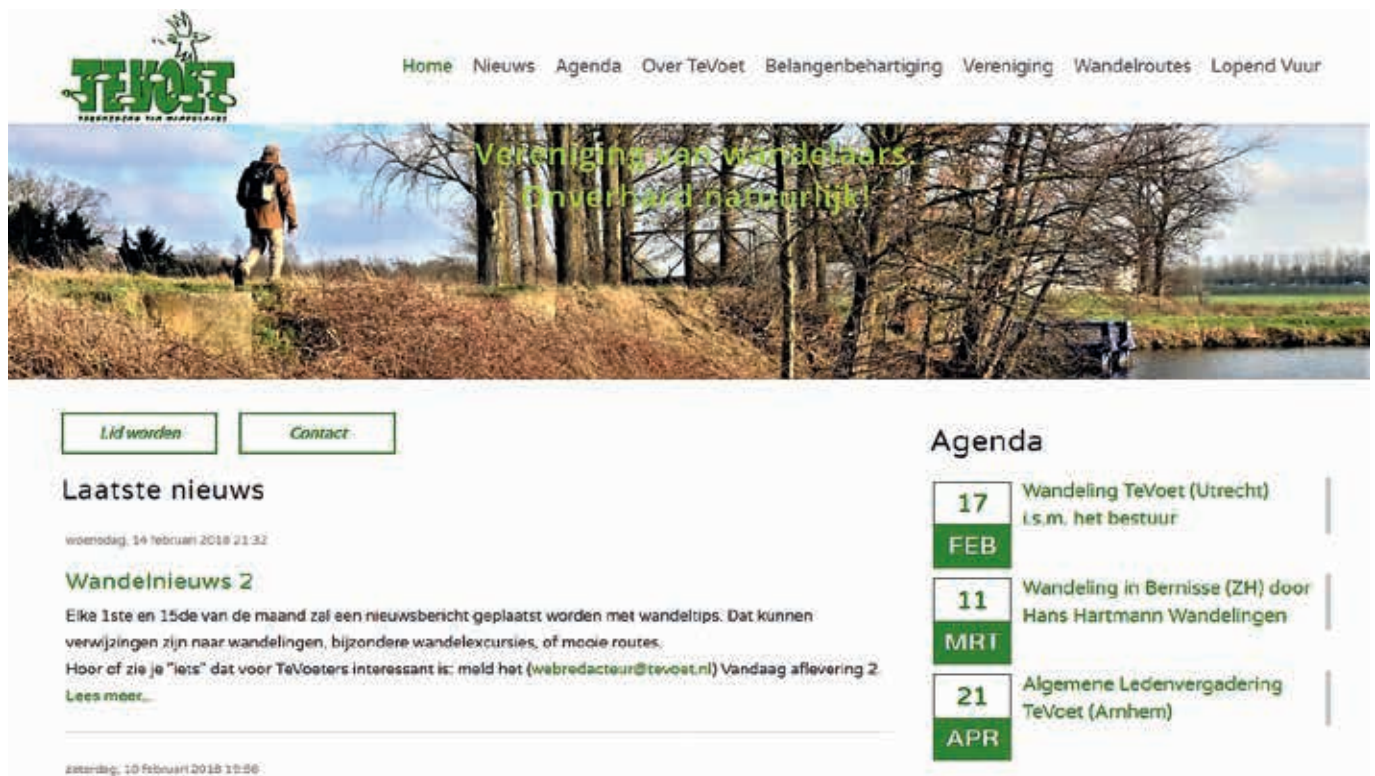 TEVOET
VERENIGING VAN WANDELAARS
Home Nieuws Agenda Over TeVoet Belangenbehartiging Vereniging Wandelroutes Lopend Vuur
Vereniging van wandelaars.
Onverhard natuurlijk!
Lid worden Contact
Laatste nieuws
woensdag, 14 februari 2018 21:32
Wandelnieuws 2
Elke 1ste en 15de van de maand zal een nieuwsbericht geplaatst worden met wandeltips. Dat kunnen
verwijzingen zijn naar wandelingen, bijzondere wandelexcursies, of mooie routes.
Hoor of zie je "iets" dat voor TeVoeters interessant is: meld het (webredacteur@tevoet.nl) Vandaag aflevering 2.
Lees meer...
zaterdag, 10 februari 2018 19:56
Agenda
17
FEB
Wandeling TeVoet (Utrecht)
i.s.m. het bestuur
11
MRT
Wandeling in Bernisse (ZH) door
Hans Hartmann Wandelingen
21
APR
Algemene Ledenvergadering
TeVoet (Arnhem)